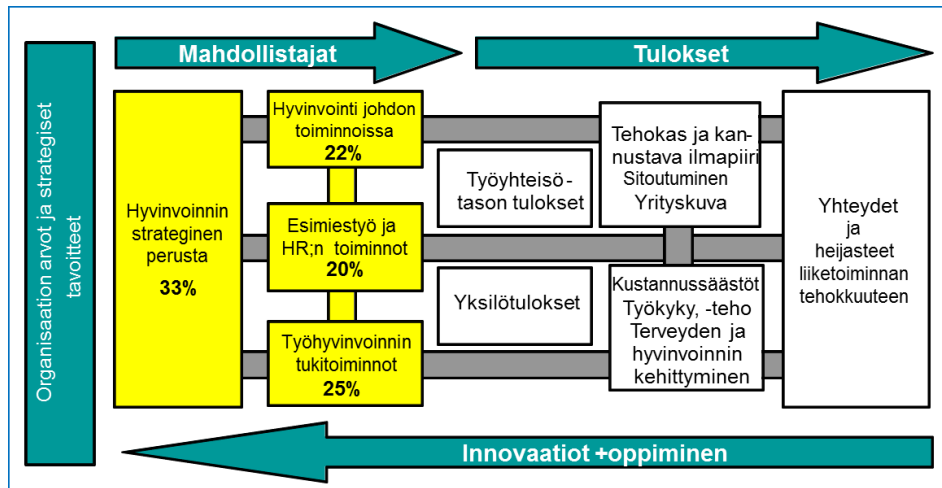 Mahdollistajat
Tulokset
Organisaation arvot ja strategiset
tavoitteet
Hyvinvoinnin
strateginen
perusta
33%
Hyvinvointi johdon
toiminnoissa
22%
Esimiestyö ja
HR;n toiminnot
20%
Työhyvinvoinnin
tukitoiminnot
25%
Työyhteisö-
tason tulokset
Yksilötulokset
Tehokas ja kan-
nustava ilmapiiri
Sitoutuminen
Yrityskuva
Kustannussäästöt
Työkyky, -teho
Terveyden ja
hyvinvoinnin
kehittyminen
Yhteydet
ja
heijasteet
liiketoiminnan
tehokkuuteen
Innovaatiot +oppiminen